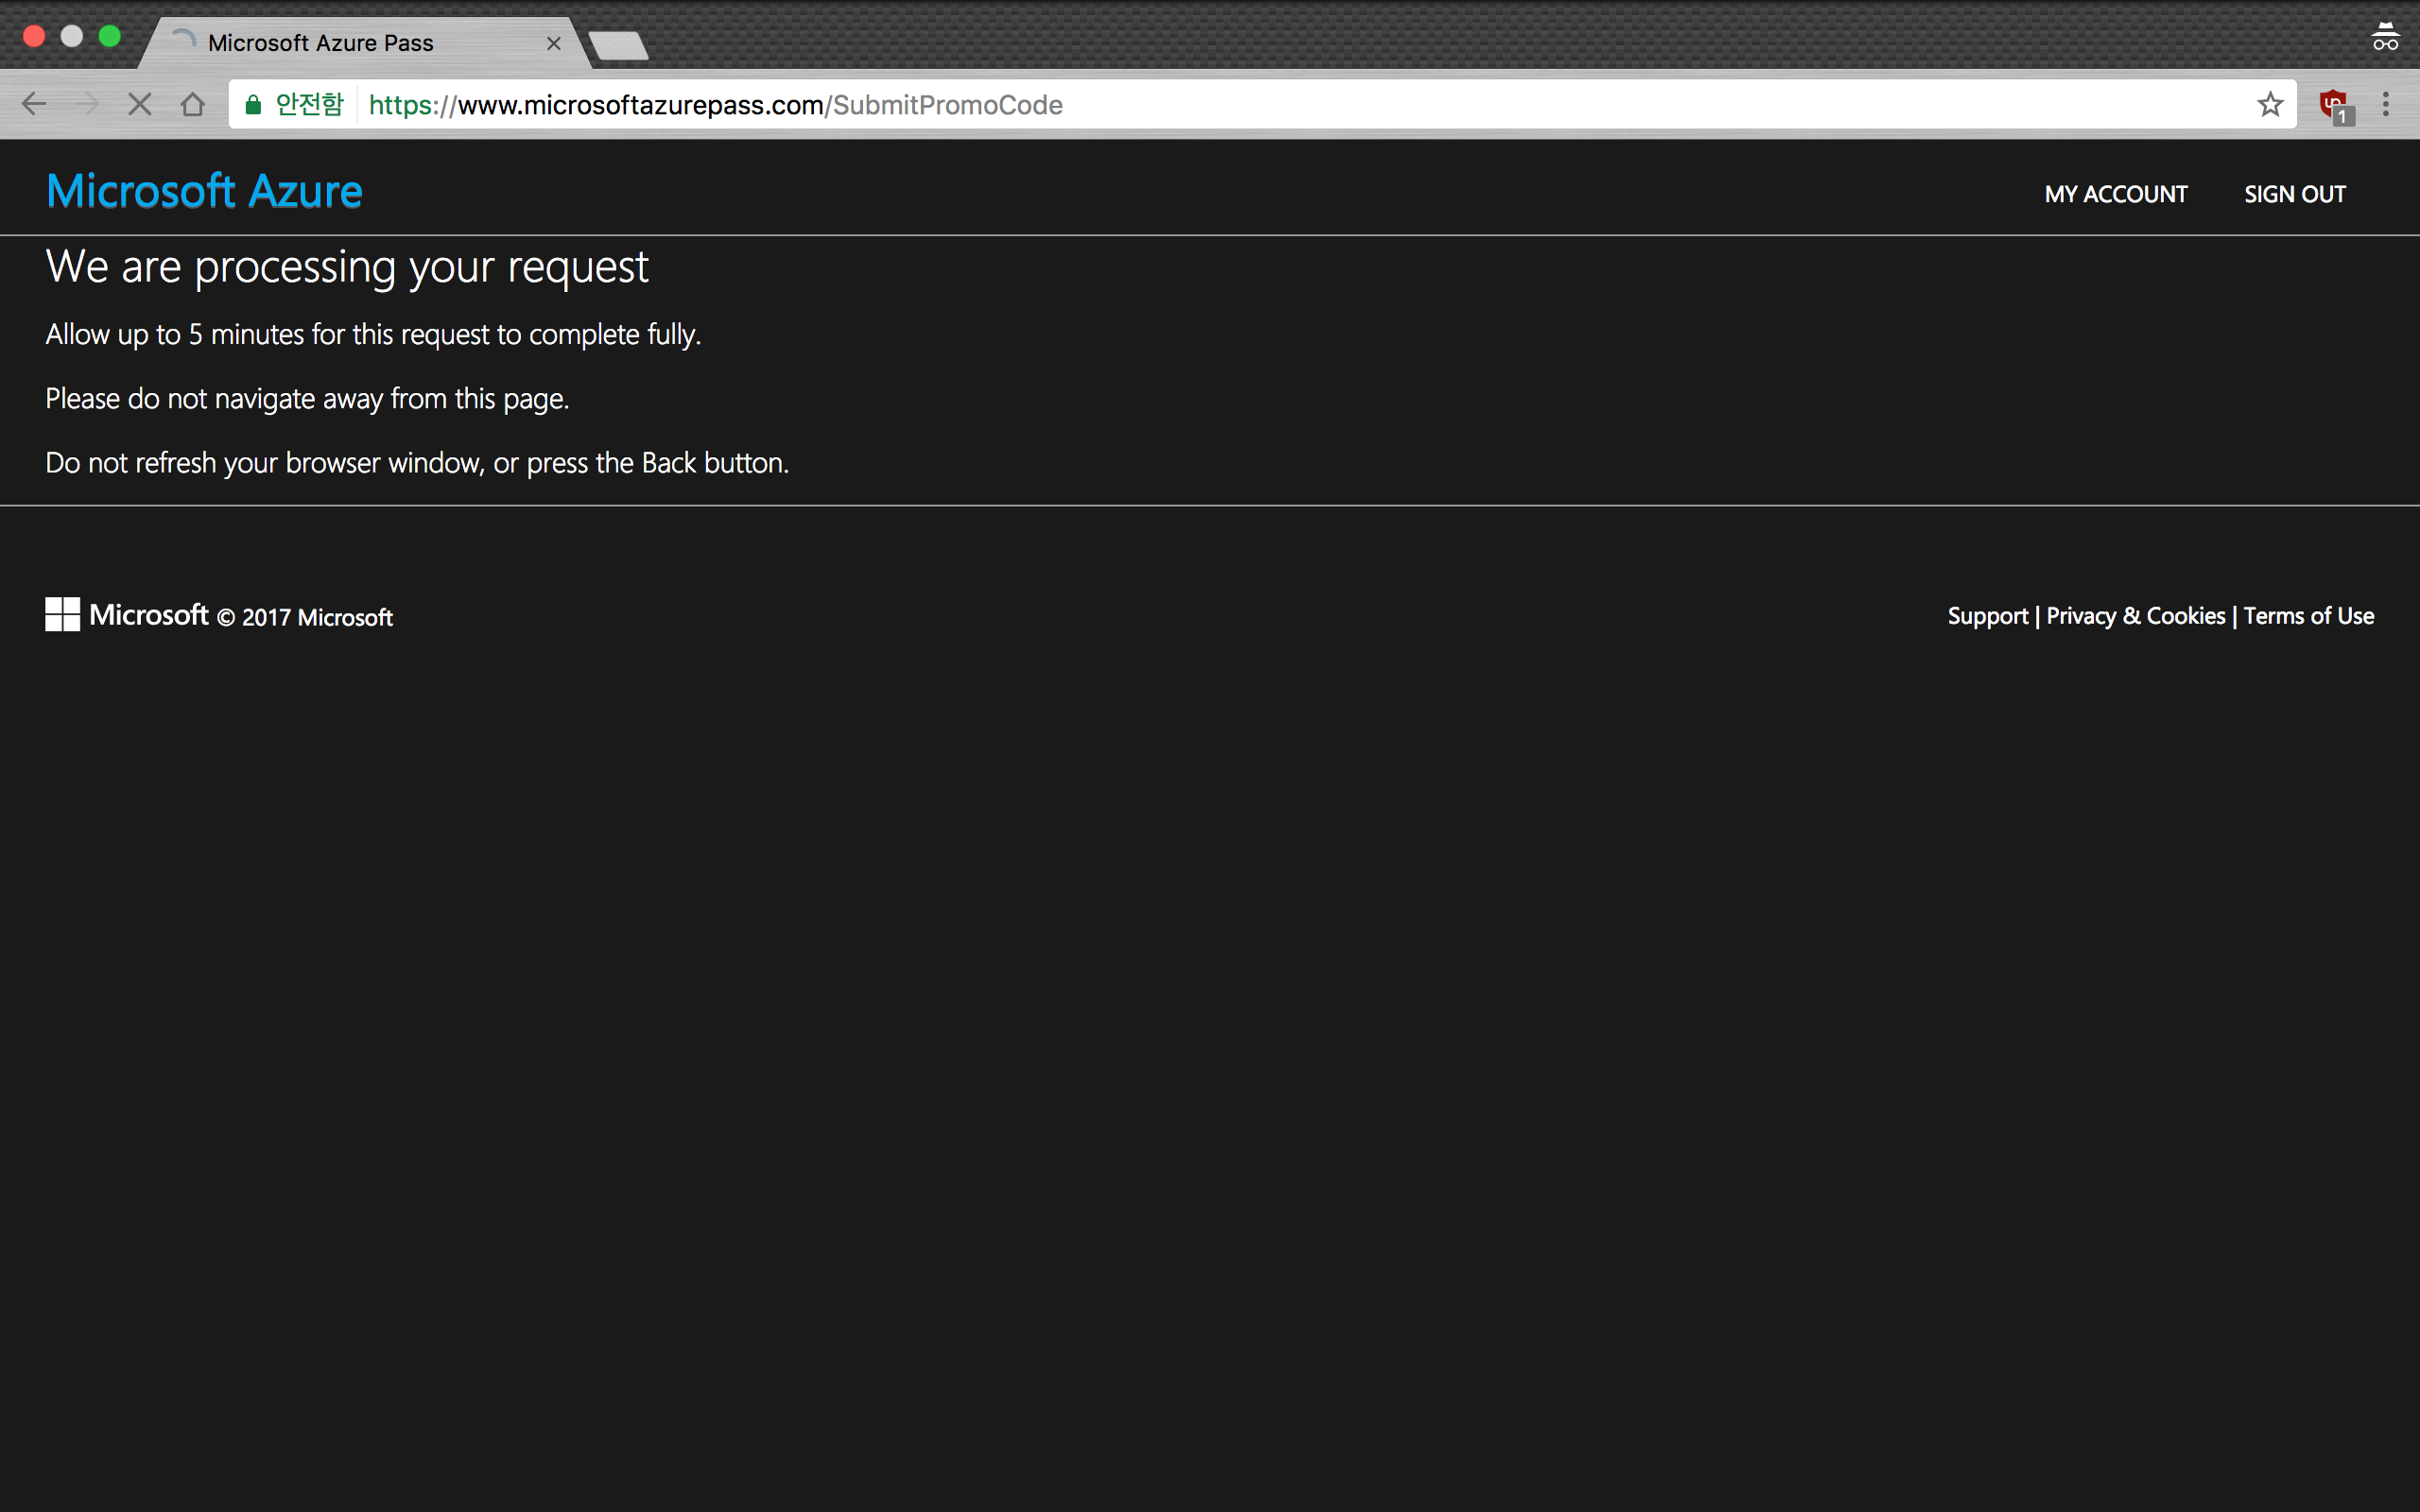 Microsoft Azure Pass
안전함 https://www.microsoftazurepass.com/SubmitPromoCode
1
Microsoft Azure MY ACCOUNT SIGN OUT
We are processing your request
Allow up to 5 minutes for this request to complete fully.
Please do not navigate away from this page.
Do not refresh your browser window, or press the Back button.
Microsoft © 2017 Microsoft Support | Privacy & Cookies | Terms of Use